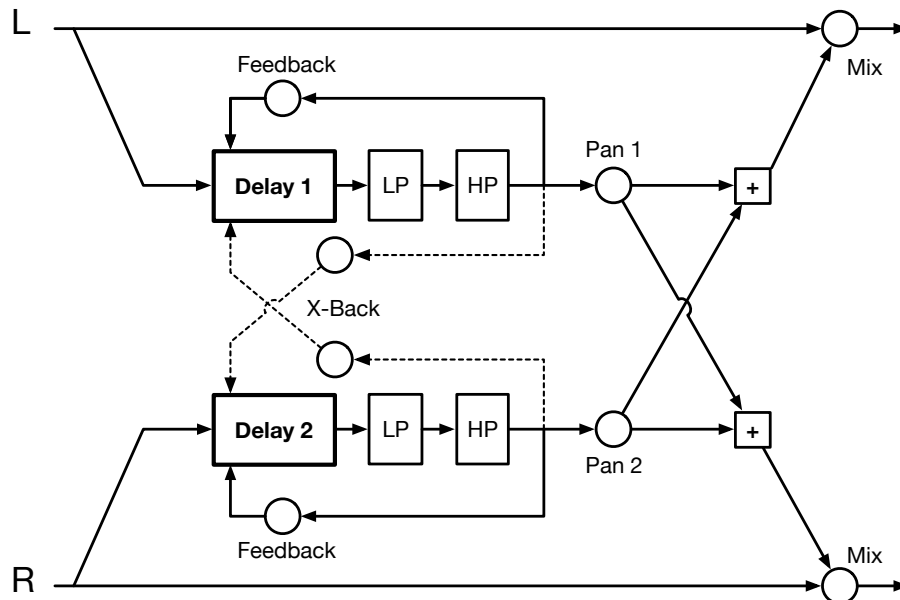 L
Mix
Feedback
Pan 1
Delay 1
LP
HP
+
X-Back
Delay 2
LP
HP
+
Pan 2
Feedback
Mix
R